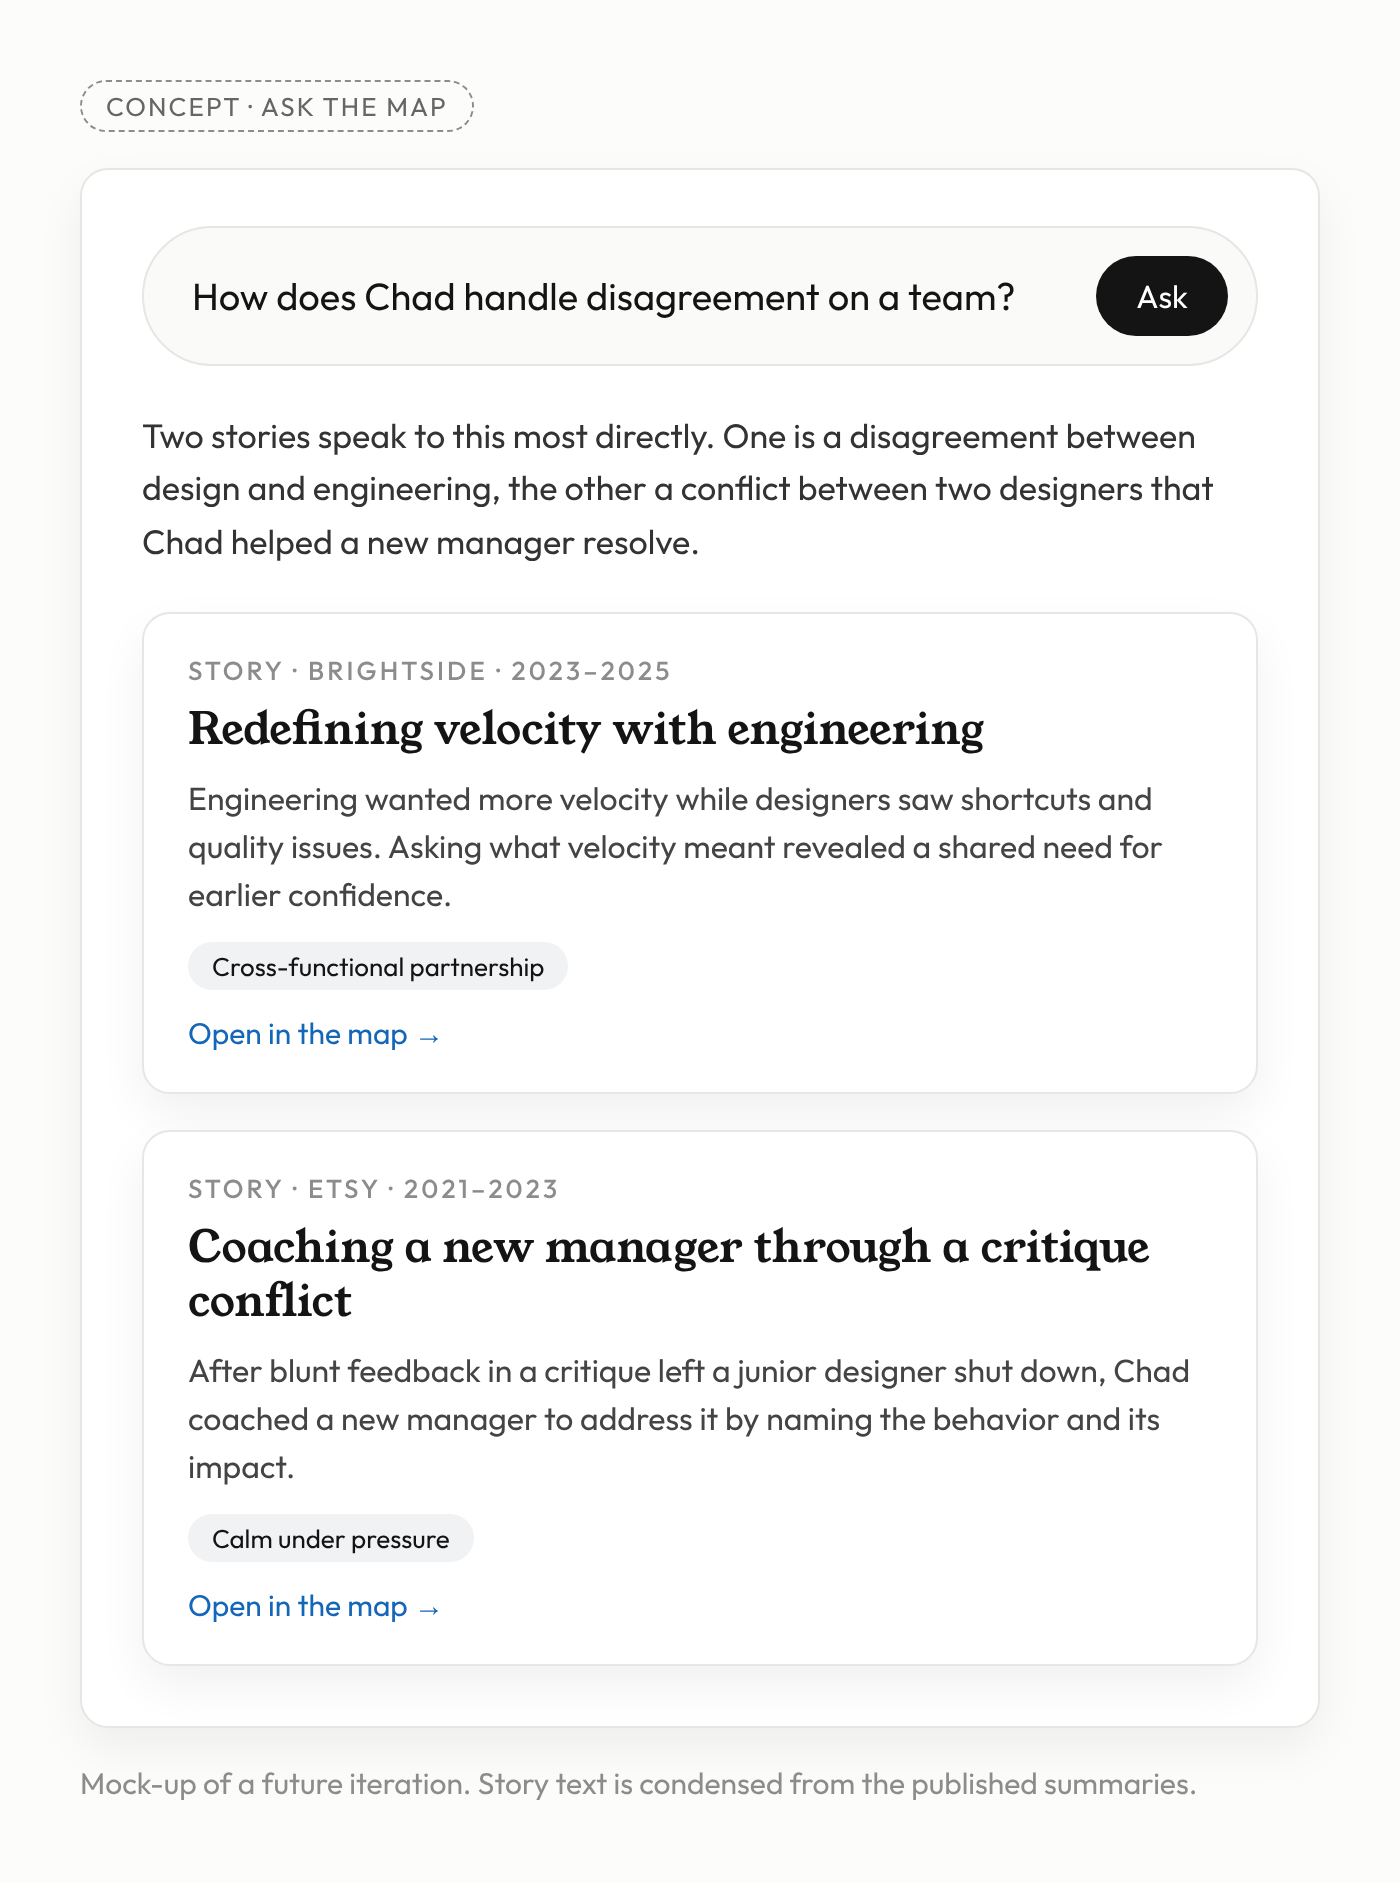 CONCEPT · ASK THE MAP
How does Chad handle disagreement on a team?
Ask
Two stories speak to this most directly. One is a disagreement between
design and engineering, the other a conflict between two designers that
Chad helped a new manager resolve.
STORY · BRIGHTSIDE · 2023–2025
Redefining velocity with engineering
Engineering wanted more velocity while designers saw shortcuts and
quality issues. Asking what velocity meant revealed a shared need for
earlier confidence.
Cross-functional partnership
Open in the map →
STORY · ETSY · 2021–2023
Coaching a new manager through a critique
conflict
After blunt feedback in a critique left a junior designer shut down, Chad
coached a new manager to address it by naming the behavior and its
impact.
Calm under pressure
Open in the map →
Mock-up of a future iteration. Story text is condensed from the published summaries.